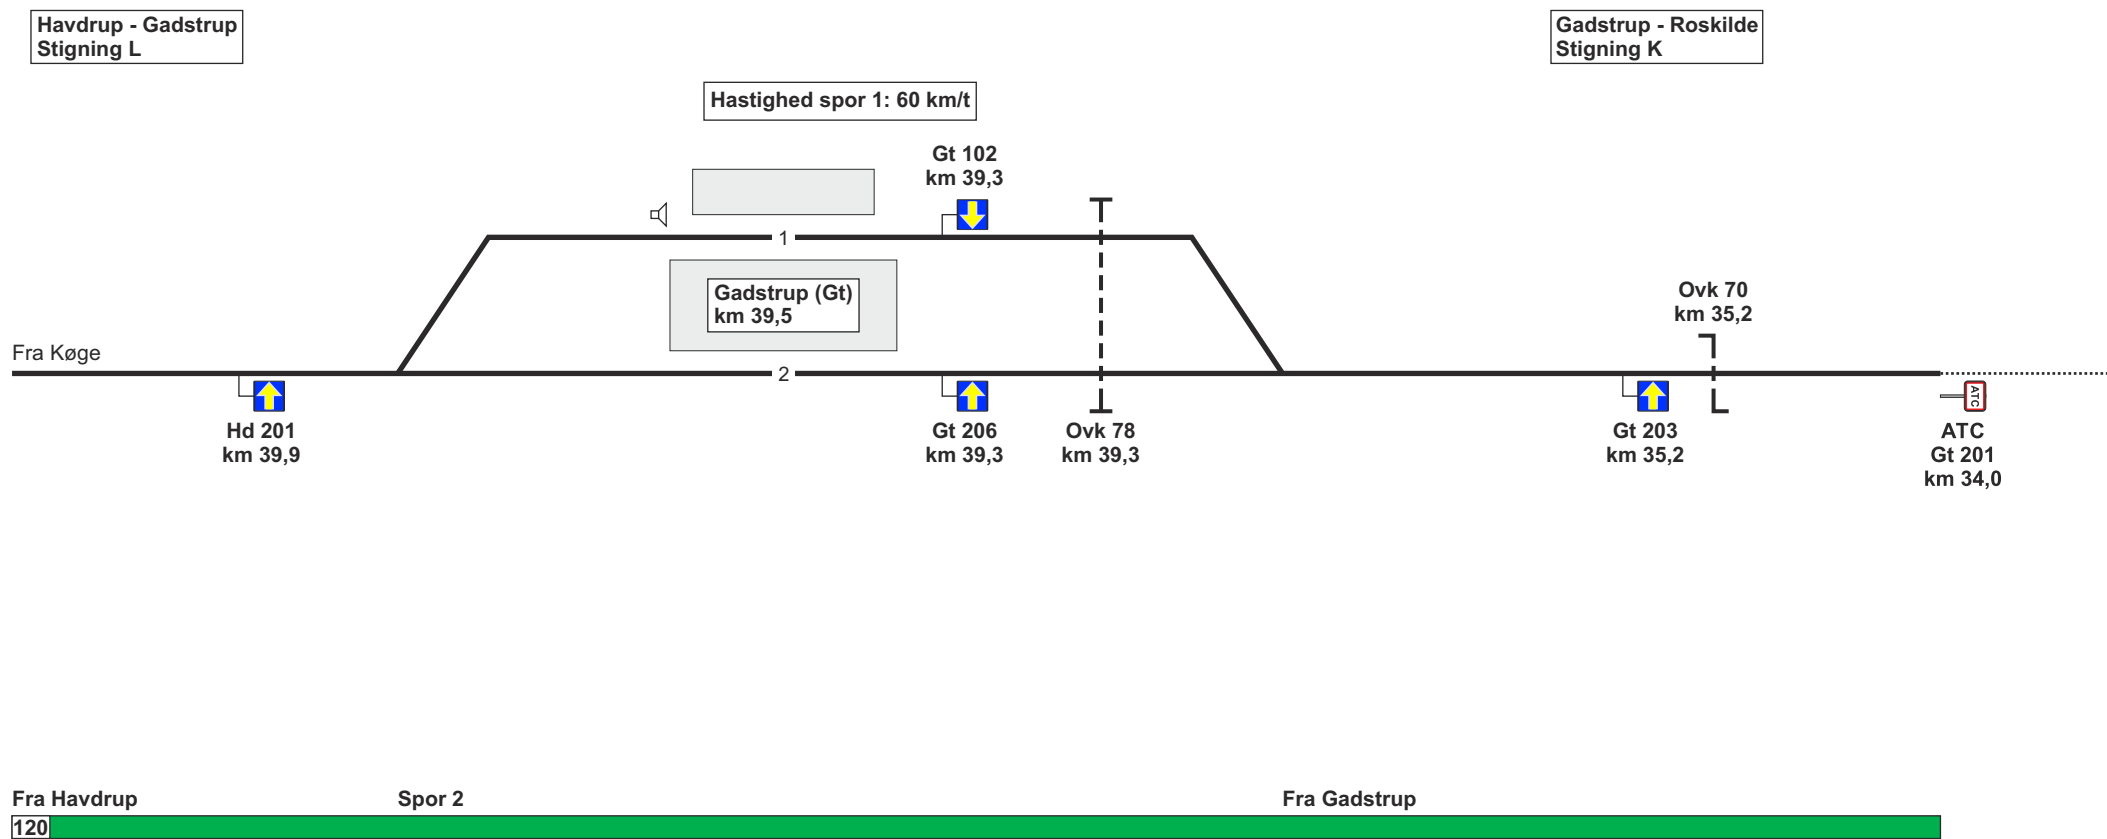 Havdrup - Gadstrup
Stigning L
Gadstrup - Roskilde
Stigning K
Hastighed spor 1: 60 km/t
Gt 102
km 39,3
1
Gadstrup (Gt)
km 39,5
Ovk 70
km 35,2
Fra Køge
2
Hd 201
km 39,9
Gt 206
km 39,3
Ovk 78
km 39,3
Gt 203
km 35,2
ATC
ATC
Gt 201
km 34,0
Fra Havdrup
Spor 2
Fra Gadstrup
120